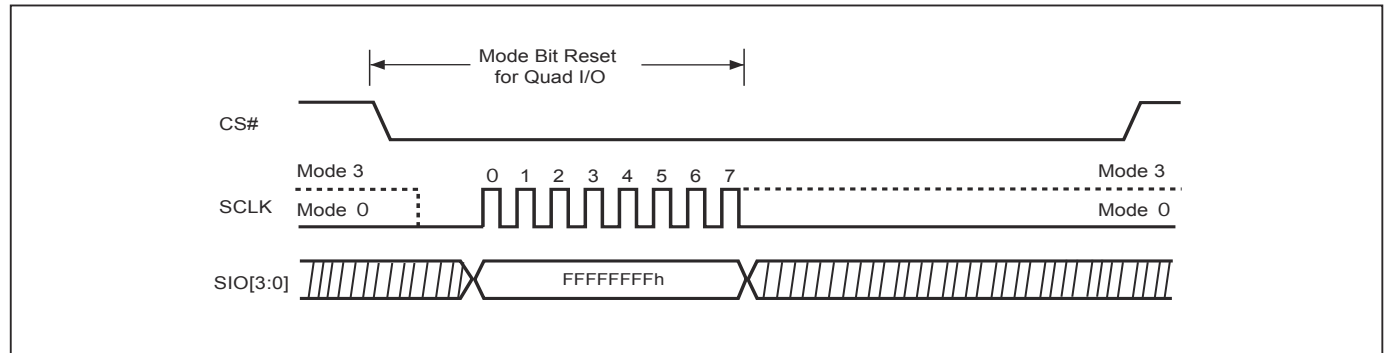 Mode Bit Reset
for Quad I/O
CS#
Mode 3 0 1 2 3 4 5 6 7 Mode 3
SCLK Mode 0 Mode 0
SIO[3:0] FFFFFFFFh